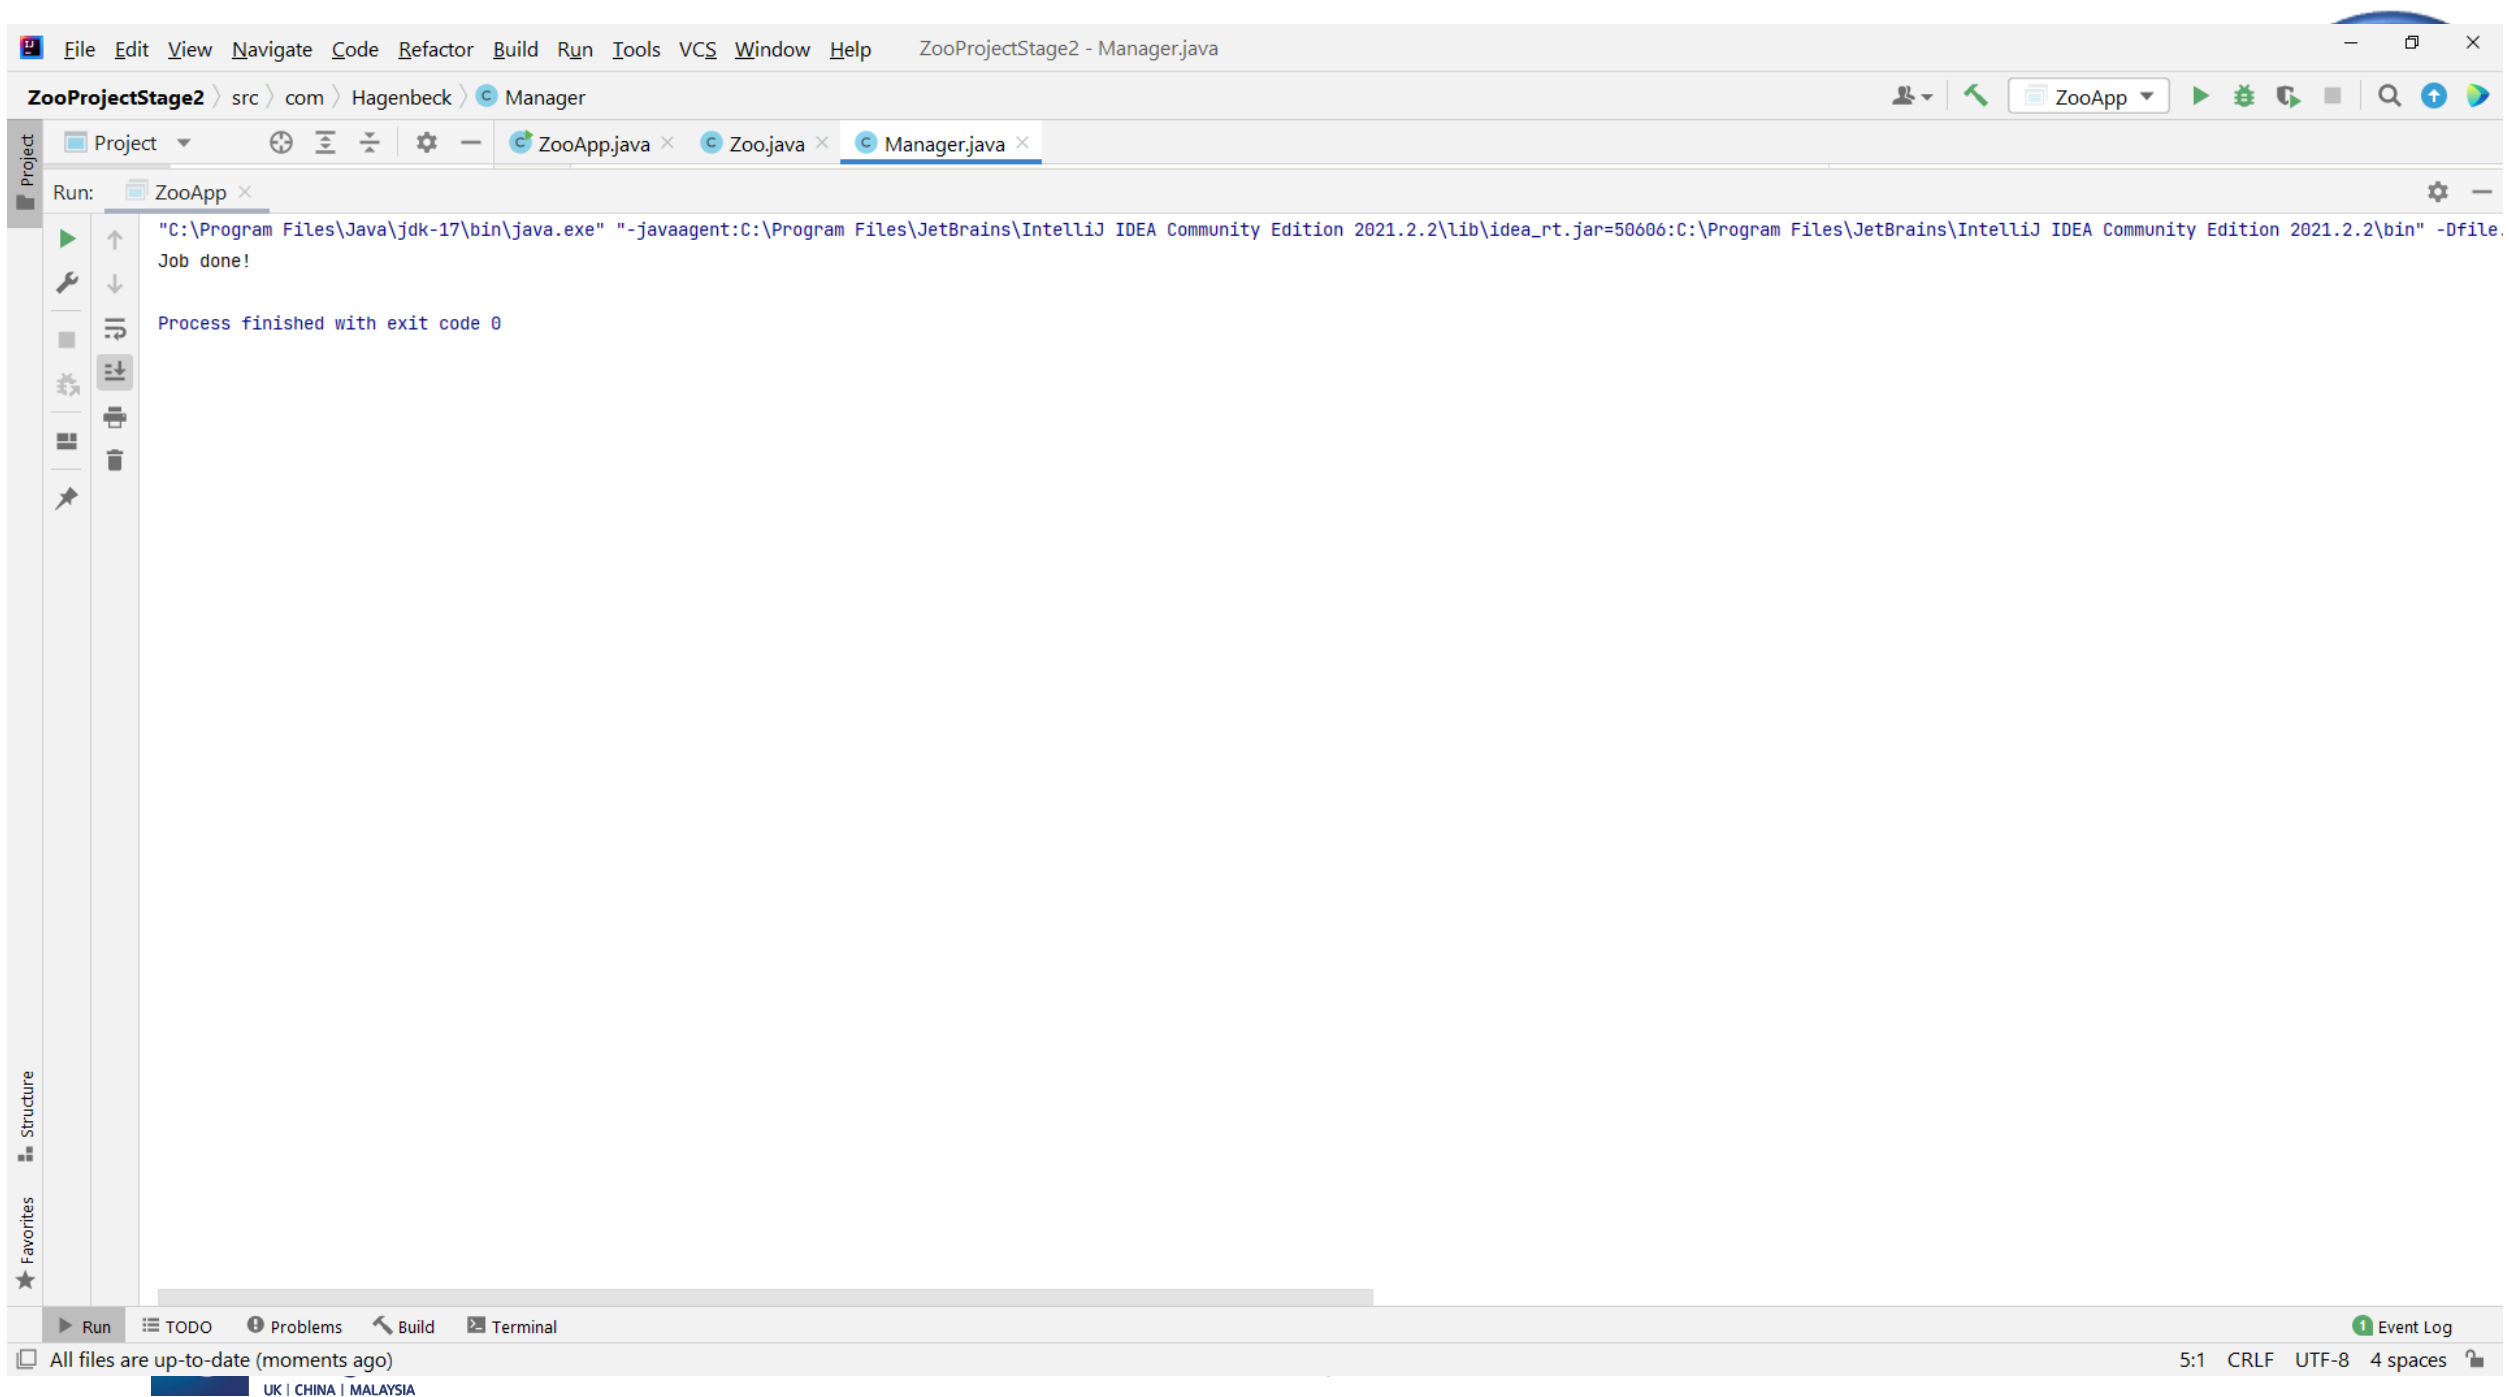 File Edit View Navigate Code Refactor Build Run Tools VCS Window Help ZooProjectStage2 - Manager.java
ZooProjectStage2 src com Hagenbeck Manager ZooApp
Project Project ZooApp.java Zoo.java Manager.java
Run: ZooApp
"C:\Program Files\Java\jdk-17\bin\java.exe" "-javaagent:C:\Program Files\JetBrains\IntelliJ IDEA Community Edition 2021.2.2\lib\idea_rt.jar=50606:C:\Program Files\JetBrains\IntelliJ IDEA Community Edition 2021.2.2\bin" -Dfile.
Job done!
Process finished with exit code 0
Structure
Favorites
Run TODO Problems Build Terminal 1 Event Log
All files are up-to-date (moments ago) 5:1 CRLF UTF-8 4 spaces
UK | CHINA | MALAYSIA